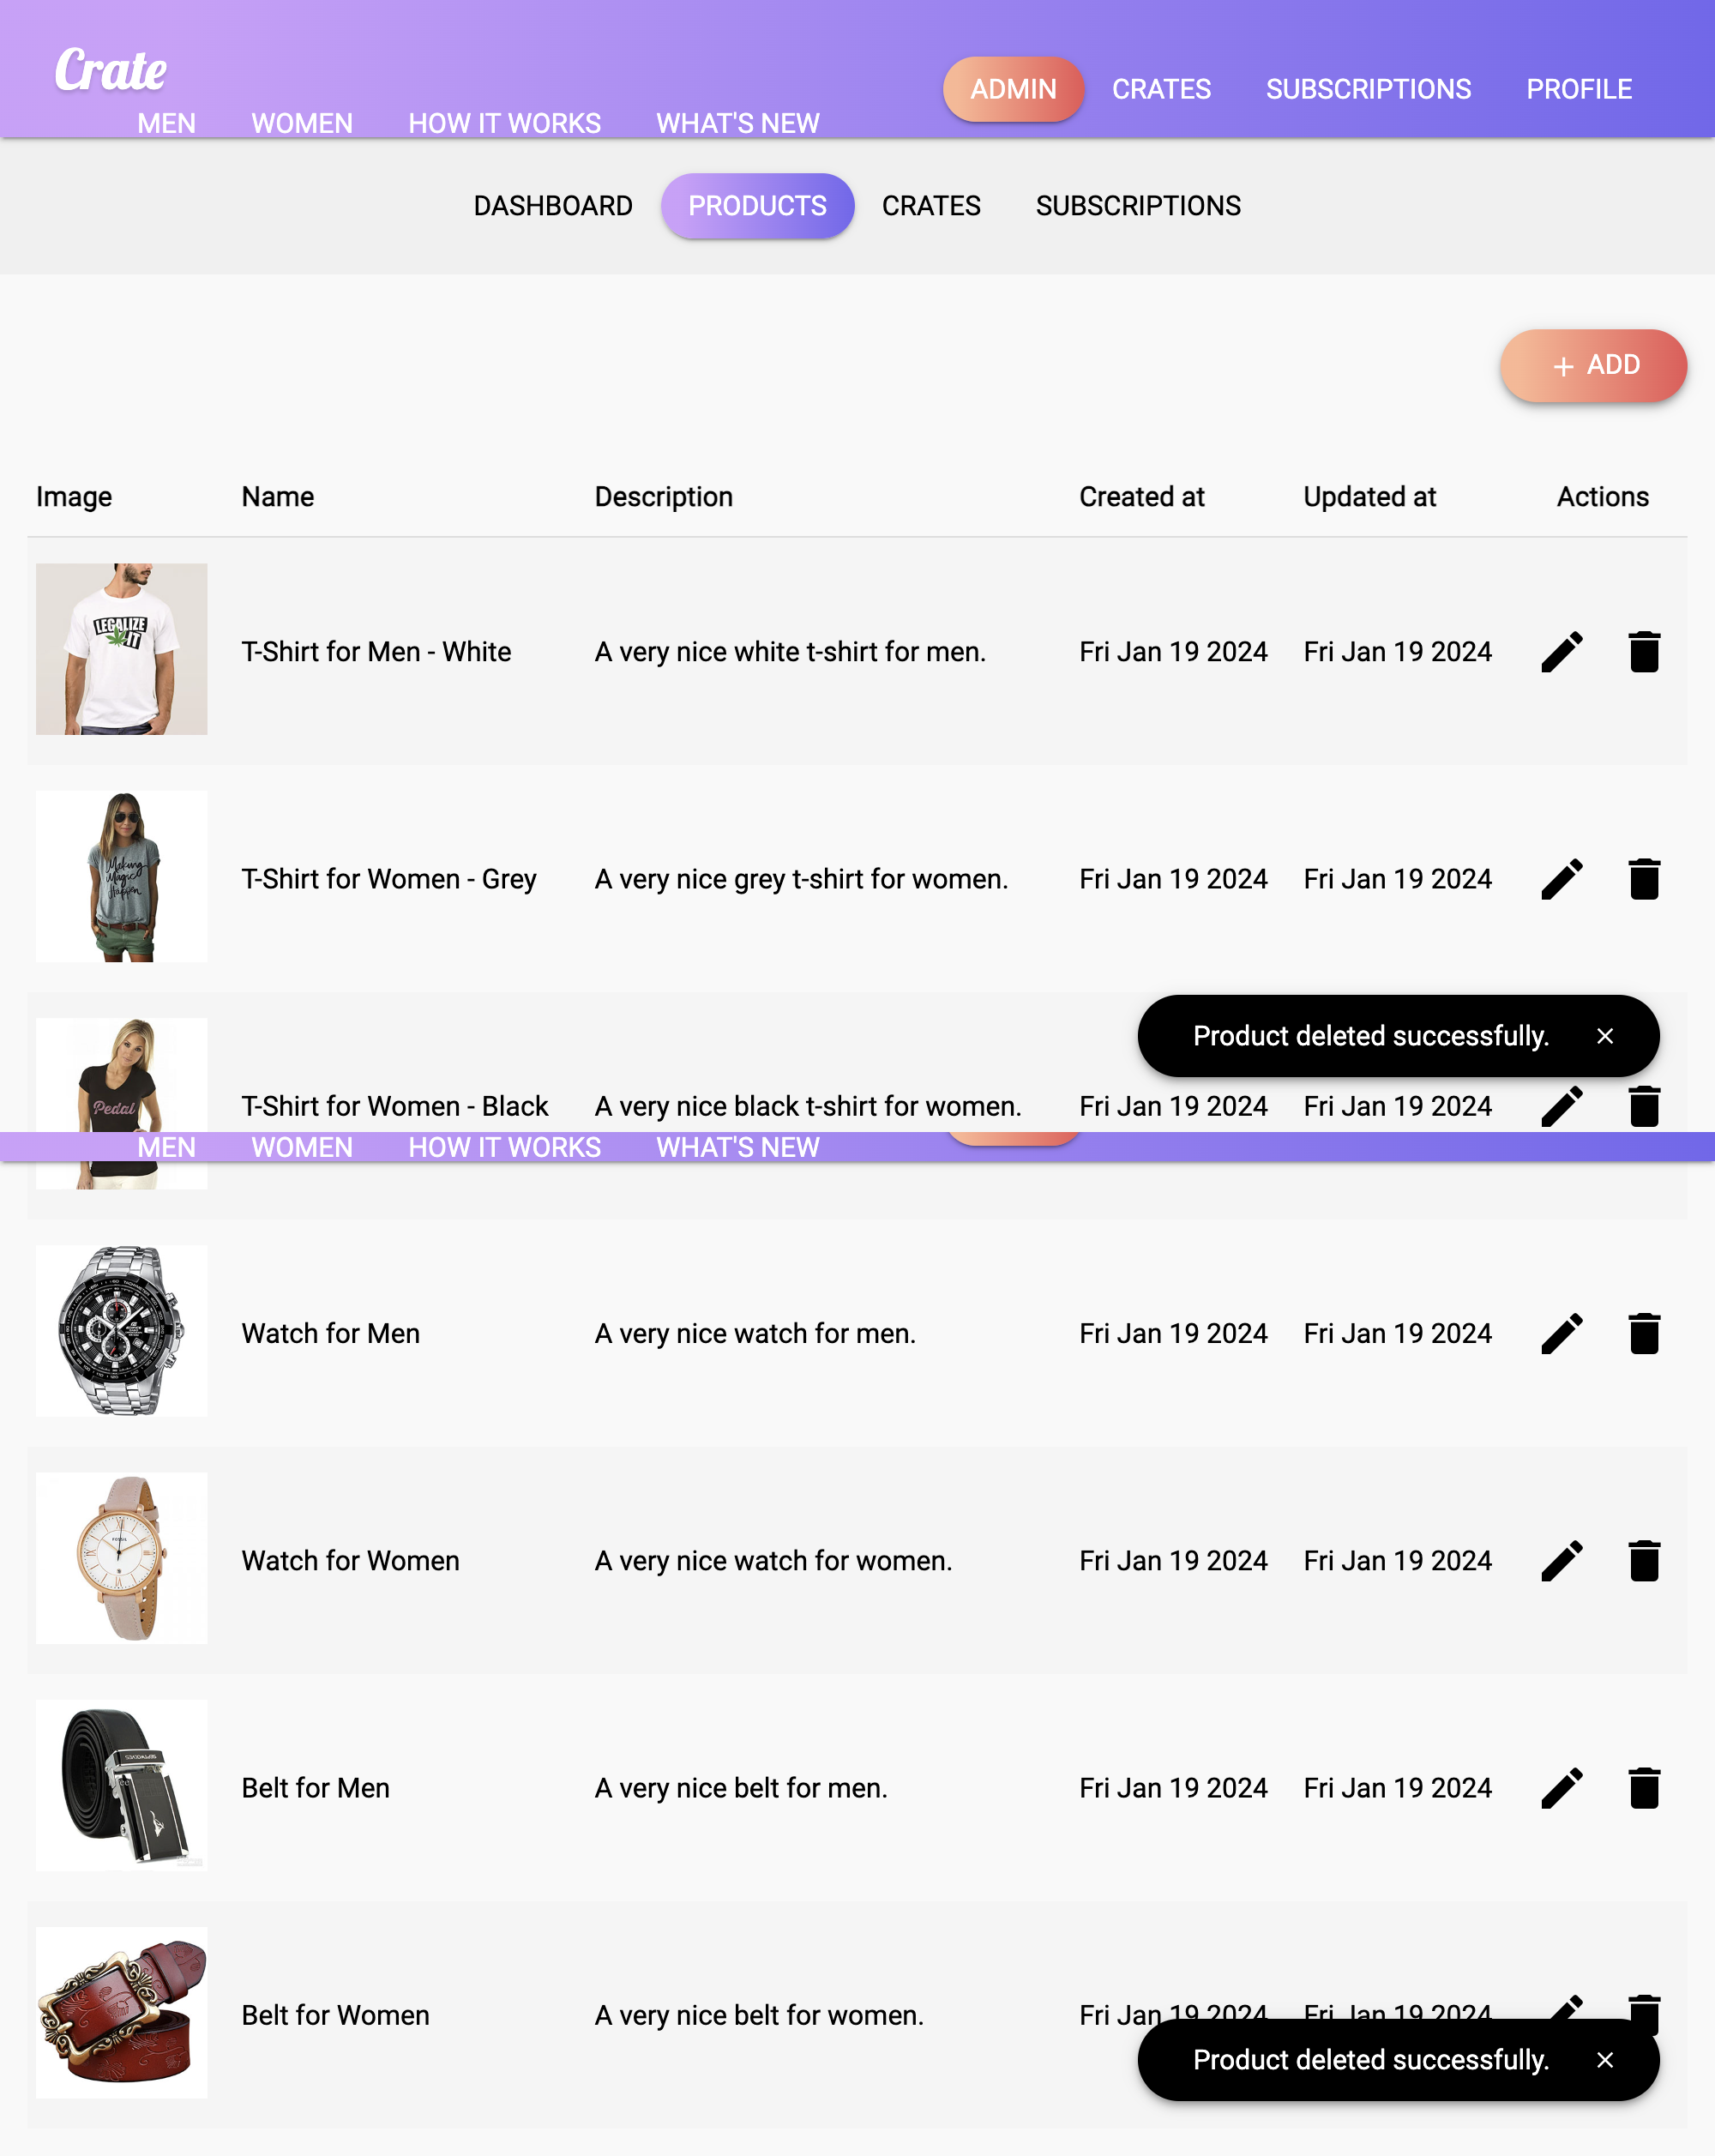 Crate
MEN WOMEN HOW IT WORKS WHAT'S NEW
ADMIN CRATES SUBSCRIPTIONS PROFILE
DASHBOARD PRODUCTS CRATES SUBSCRIPTIONS
+ ADD
Image Name Description Created at Updated at Actions
LEGALIZE
IT
T-Shirt for Men - White A very nice white t-shirt for men. Fri Jan 19 2024 Fri Jan 19 2024
Making
Magic
Happen
T-Shirt for Women - Grey A very nice grey t-shirt for women. Fri Jan 19 2024 Fri Jan 19 2024
Product deleted successfully. ×
Pedal
T-Shirt for Women - Black A very nice black t-shirt for women. Fri Jan 19 2024 Fri Jan 19 2024
MEN WOMEN HOW IT WORKS WHAT'S NEW
Watch for Men A very nice watch for men. Fri Jan 19 2024 Fri Jan 19 2024
FOSSIL
Watch for Women A very nice watch for women. Fri Jan 19 2024 Fri Jan 19 2024
Belt for Men A very nice belt for men. Fri Jan 19 2024 Fri Jan 19 2024
Belt for Women A very nice belt for women. Fri Jan 19 2024 Fri Jan 19 2024
Product deleted successfully. ×